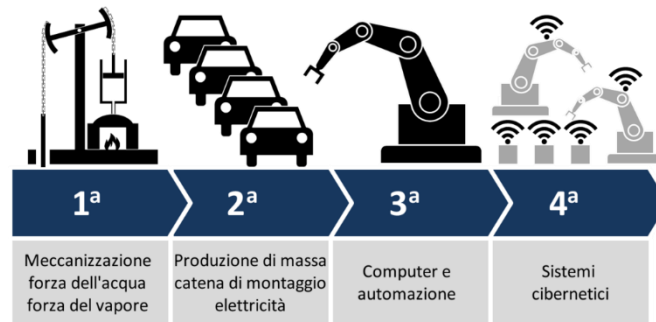 1ª
2ª
3ª
4ª
Meccanizzazione
forza dell'acqua
forza del vapore
Produzione di massa
catena di montaggio
elettricità
Computer e
automazione
Sistemi
cibernetici